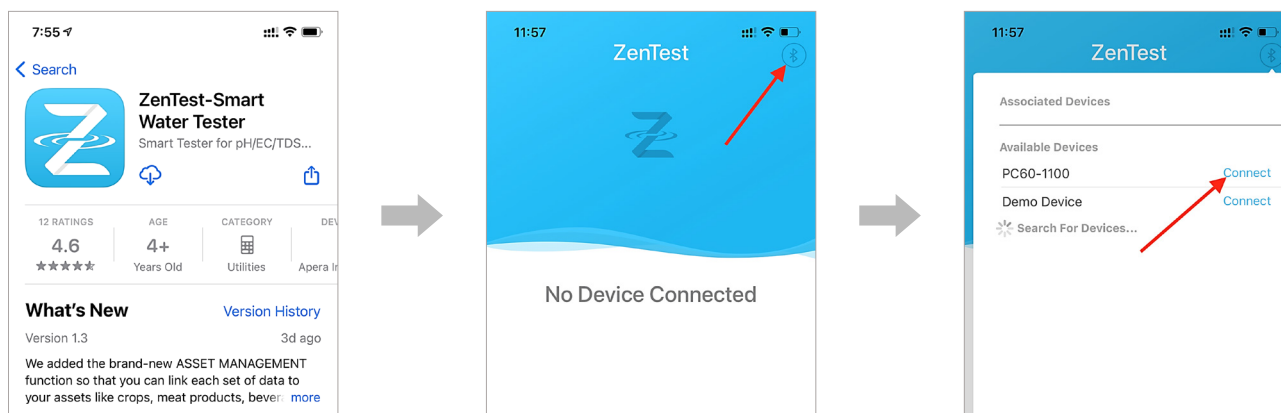 7:55
Search
ZenTest-Smart
Water Tester
Smart Tester for pH/EC/TDS...
12 RATINGS
4.6
AGE
4+
Years Old
CATEGORY
Utilities
DEV
Apera In
What's New
Version History
Version 1.3
3d ago
We added the brand-new ASSET MANAGEMENT
function so that you can link each set of data to
your assets like crops, meat products, bever more
11:57
ZenTest
No Device Connected
11:57
ZenTest
Associated Devices
Available Devices
PC60-1100
Connect
Demo Device
Connect
Search For Devices...